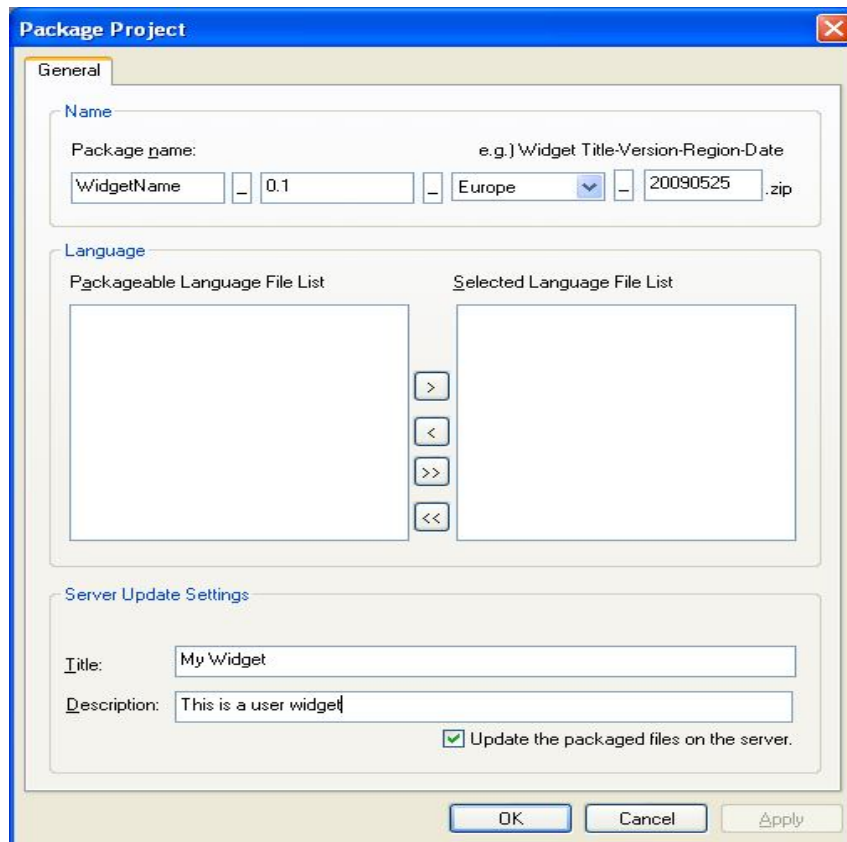 Package Project
General
Name
Package name:
e.g.) Widget Title-Version-Region-Date
WidgetName _ 0.1 _ Europe _ 20090525 .zip
Language
Packageable Language File List
Selected Language File List
>
<
>>
<<
Server Update Settings
Title: My Widget
Description: This is a user widget
Update the packaged files on the server.
OK Cancel Apply